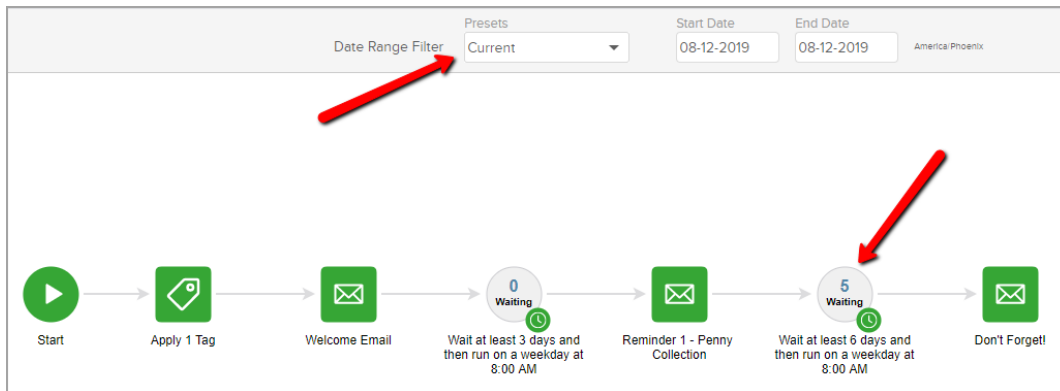 Presets
Start Date
End Date
Date Range Filter
Current
08-12-2019
08-12-2019
America/Phoenix
0
Waiting
5
Waiting
Start
Apply 1 Tag
Welcome Email
Wait at least 3 days and
then run on a weekday at
8:00 AM
Reminder 1 - Penny
Collection
Wait at least 6 days and
then run on a weekday at
8:00 AM
Don't Forget!